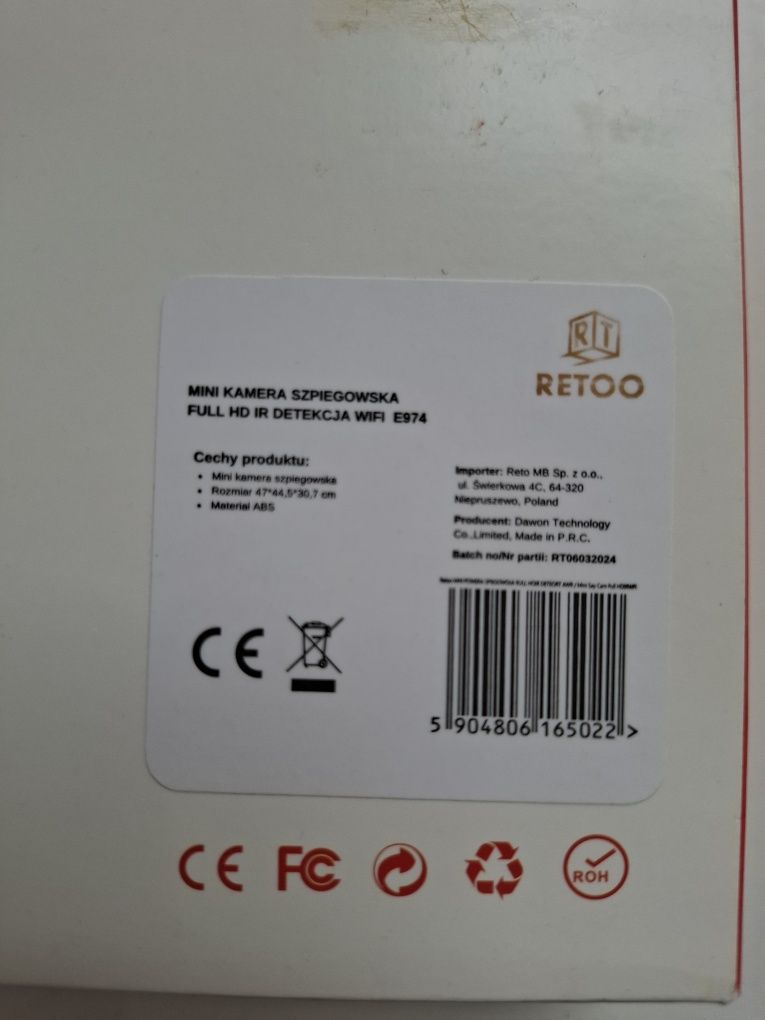 RT
RETOO
MINI KAMERA SZPIEGOWSKA
FULL HD IR DETEKCJA WIFI E974
Cechy produktu:
• Mini kamera szpiegowska
• Rozmiar 47*44,5*30,7 cm
• Materiał ABS
Importer: Reto MB Sp. z o.o.,
ul. Świerkowa 4C, 64-320
Niepruszewo, Poland
Producent: Dawon Technology
Co.,Limited, Made in P.R.C.
Batch no/Nr partii: RT06032024
5 904806 165022 >
CE
CE FC ROH